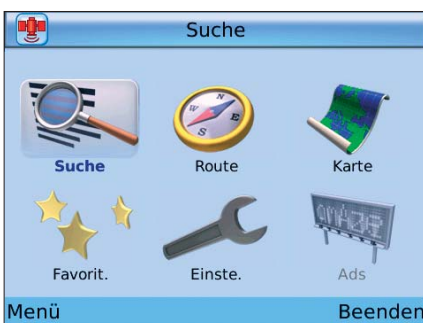 Suche
Suche Route Karte
Favorit. Einste. Ads
Menü Beenden